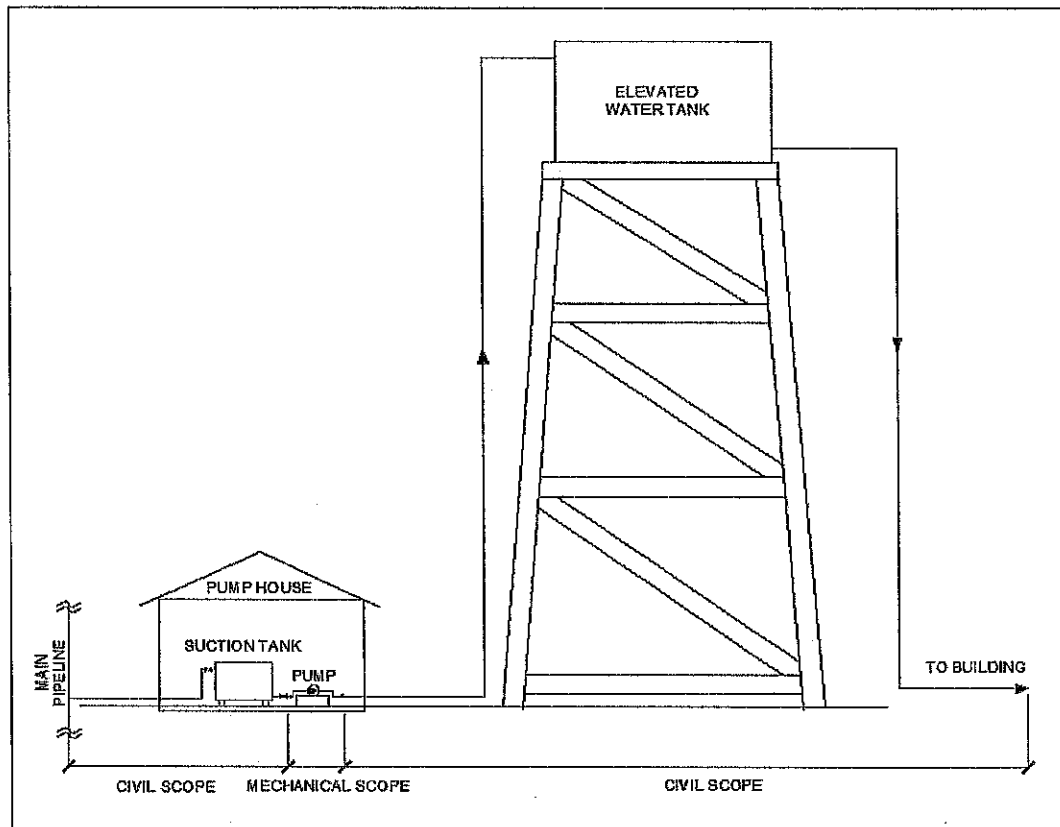 ELEVATED
WATER TANK
PUMP HOUSE
SUCTION TANK
PUMP
MAIN
PIPELINE
TO BUILDING
CIVIL SCOPE
MECHANICAL SCOPE
CIVIL SCOPE